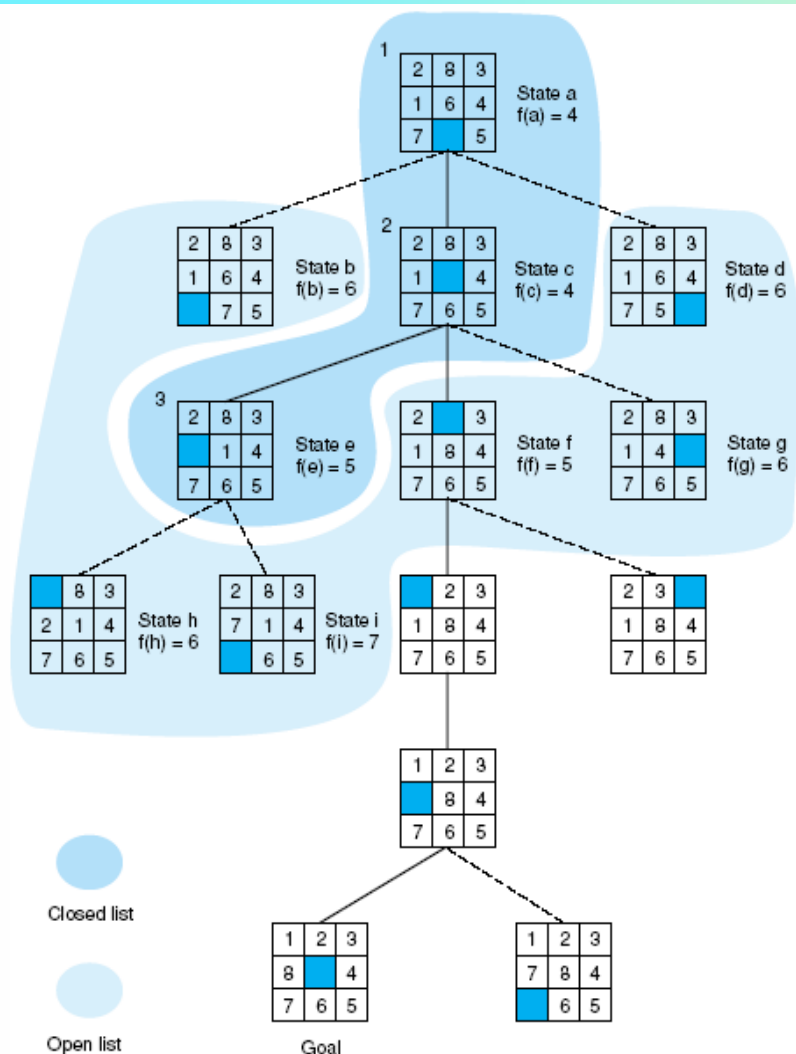 1
2 8 3
1 6 4
7 5
State a
f(a) = 4
2 8 3
1 6 4
7 5
State b
f(b) = 6
2
2 8 3
1 4
7 6 5
State c
f(c) = 4
2 8 3
1 6 4
7 5
State d
f(d) = 6
3
2 8 3
1 4
7 6 5
State e
f(e) = 5
2 3
1 8 4
7 6 5
State f
f(f) = 5
2 8 3
1 4
7 6 5
State g
f(g) = 6
8 3
2 1 4
7 6 5
State h
f(h) = 6
2 8 3
7 1 4
6 5
State i
f(i) = 7
2 3
1 8 4
7 6 5
2 3
1 8 4
7 6 5
1 2 3
8 4
7 6 5
Closed list
1 2 3
8 4
7 6 5
Goal
1 2 3
7 8 4
6 5
Open list